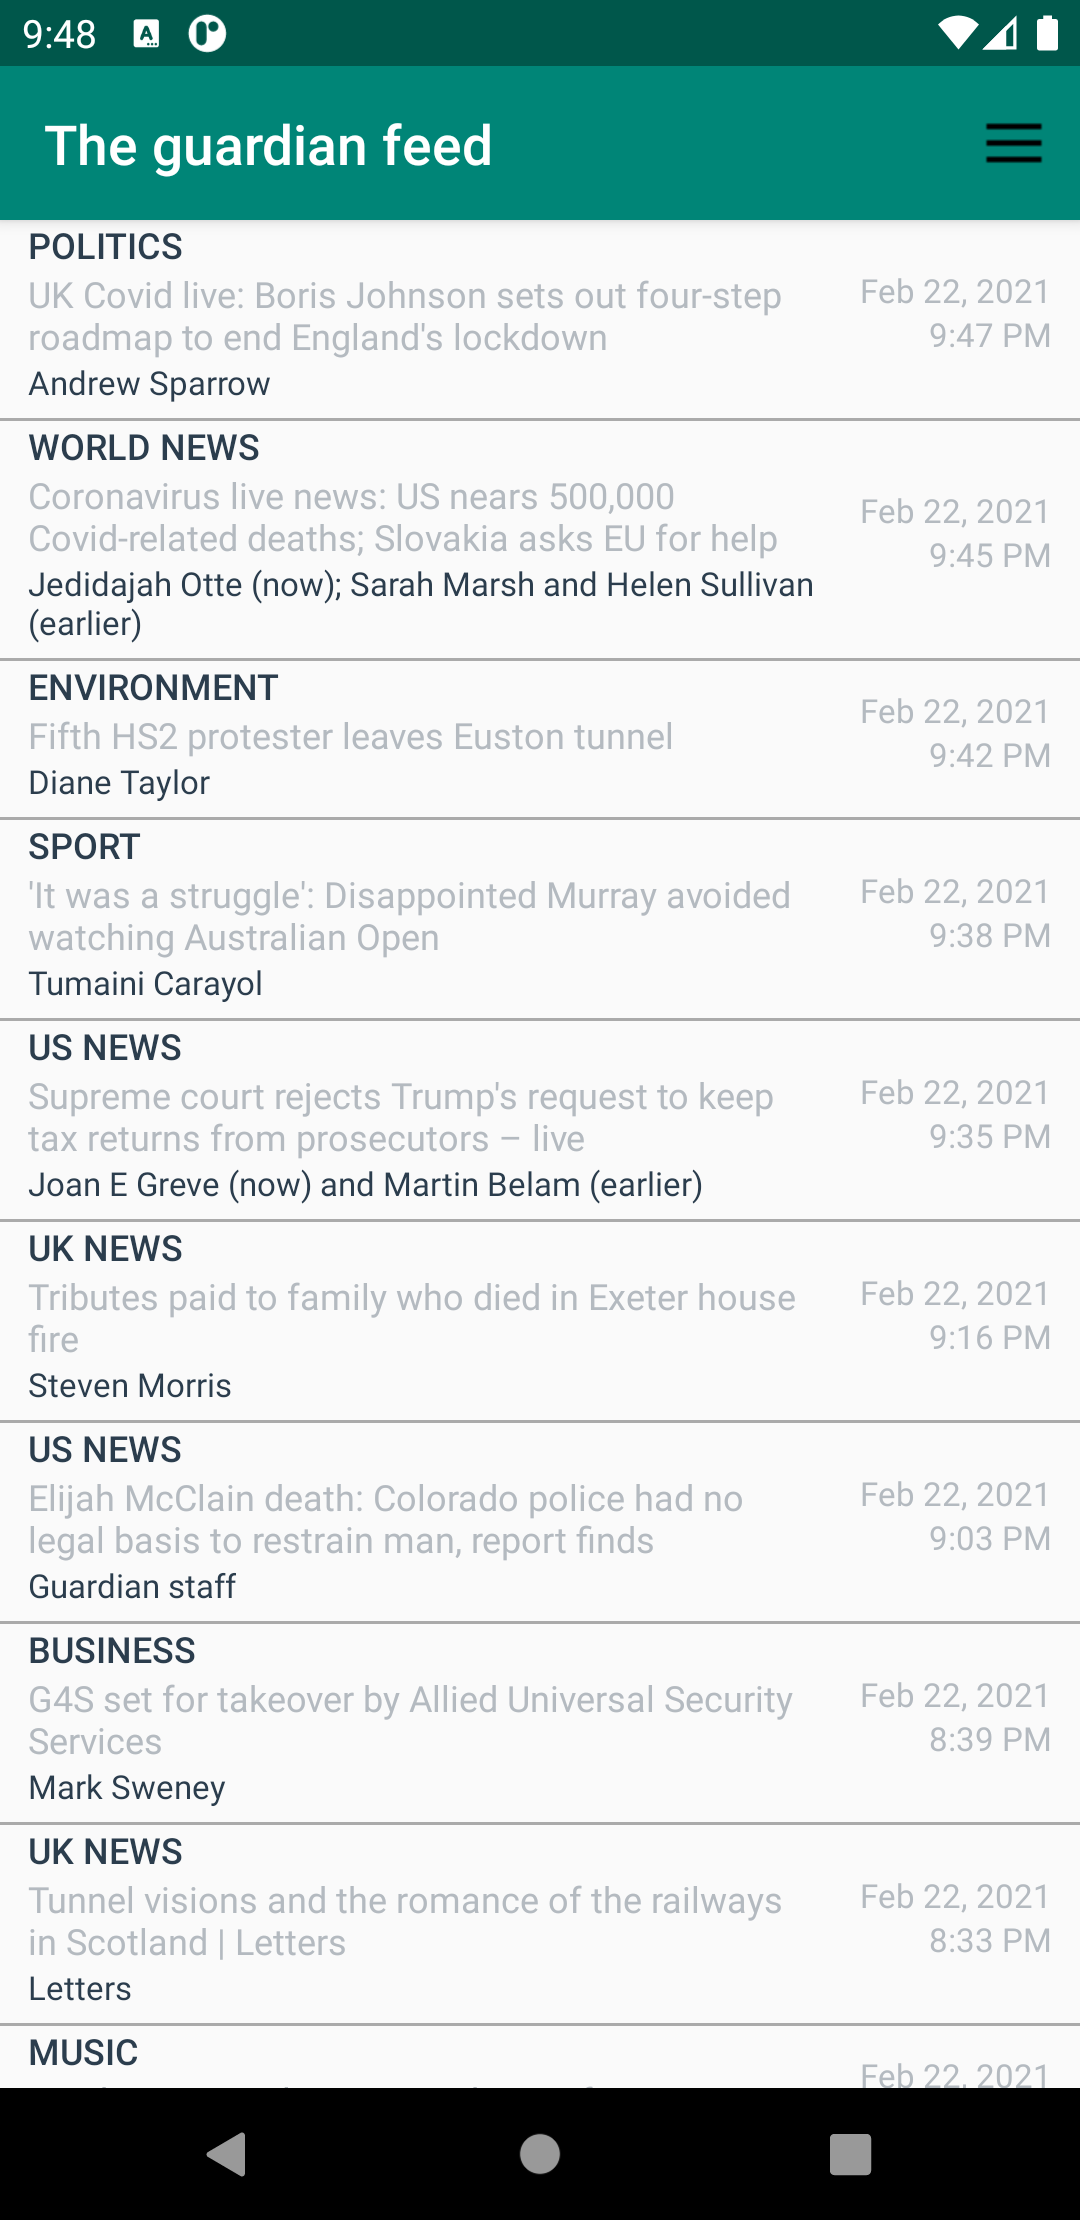 9:48
The guardian feed
POLITICS
UK Covid live: Boris Johnson sets out four-step
roadmap to end England's lockdown
Andrew Sparrow
Feb 22, 2021
9:47 PM
WORLD NEWS
Coronavirus live news: US nears 500,000
Covid-related deaths; Slovakia asks EU for help
Jedidajah Otte (now); Sarah Marsh and Helen Sullivan
(earlier)
Feb 22, 2021
9:45 PM
ENVIRONMENT
Fifth HS2 protester leaves Euston tunnel
Diane Taylor
Feb 22, 2021
9:42 PM
SPORT
'It was a struggle': Disappointed Murray avoided
watching Australian Open
Tumaini Carayol
Feb 22, 2021
9:38 PM
US NEWS
Supreme court rejects Trump's request to keep
tax returns from prosecutors – live
Joan E Greve (now) and Martin Belam (earlier)
Feb 22, 2021
9:35 PM
UK NEWS
Tributes paid to family who died in Exeter house
fire
Steven Morris
Feb 22, 2021
9:16 PM
US NEWS
Elijah McClain death: Colorado police had no
legal basis to restrain man, report finds
Guardian staff
Feb 22, 2021
9:03 PM
BUSINESS
G4S set for takeover by Allied Universal Security
Services
Mark Sweney
Feb 22, 2021
8:39 PM
UK NEWS
Tunnel visions and the romance of the railways
in Scotland | Letters
Letters
Feb 22, 2021
8:33 PM
MUSIC
Feb 22, 2021